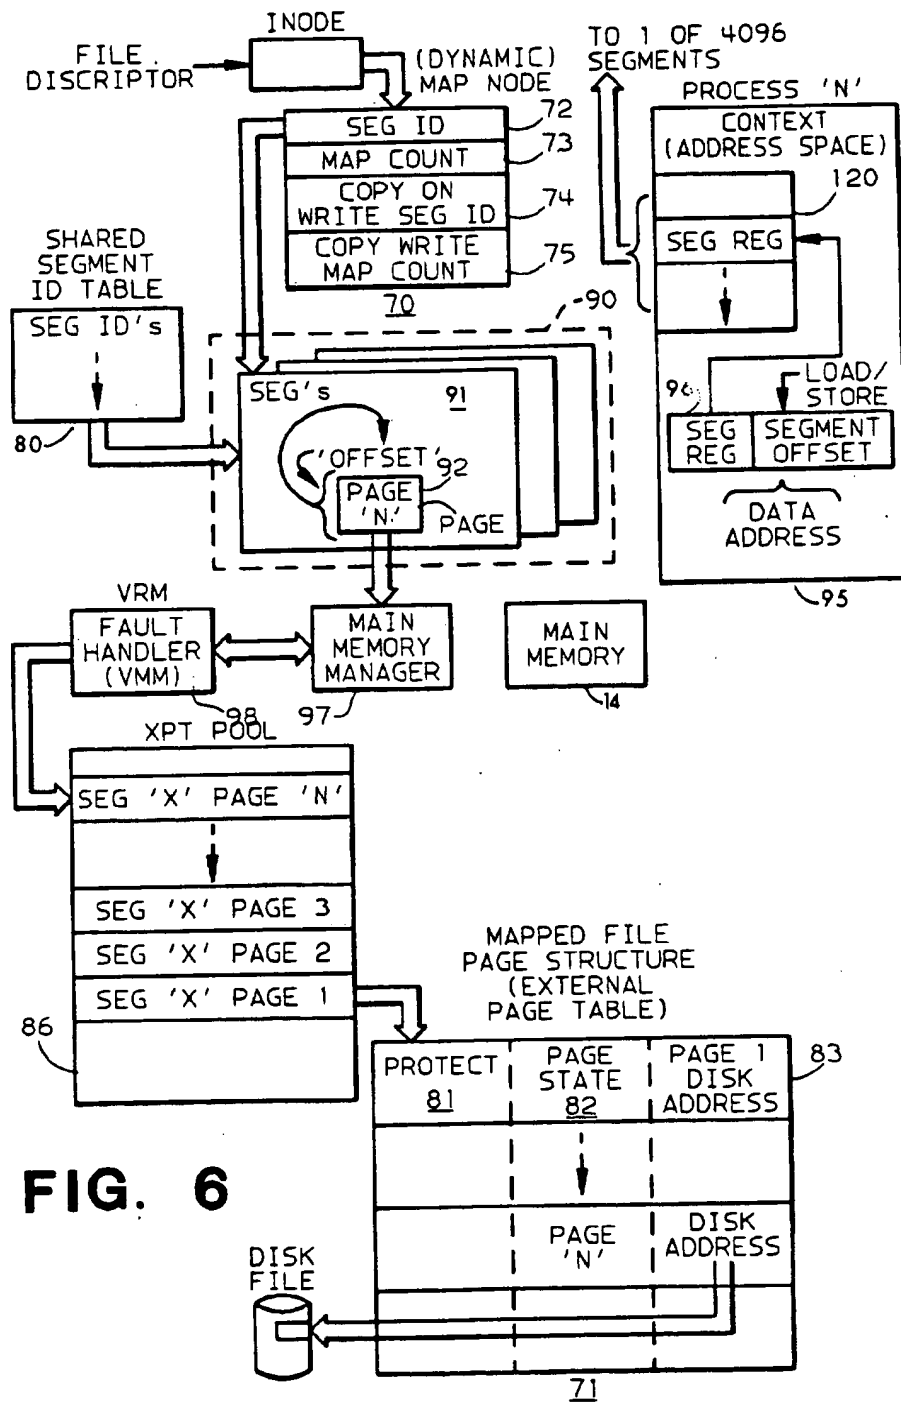 INODE
FILE
DISCRIPTOR
(DYNAMIC)
MAP NODE
SEG ID
72
MAP COUNT
73
COPY ON
WRITE SEG ID
74
COPY WRITE
MAP COUNT
75
70
TO 1 OF 4096
SEGMENTS
PROCESS 'N'
CONTEXT
(ADDRESS SPACE)
120
SEG REG
LOAD/
STORE
96
SEG
REG
SEGMENT
OFFSET
DATA
ADDRESS
95
SHARED
SEGMENT
ID TABLE
SEG ID's
80
90
SEG's
91
'OFFSET'
92
PAGE
'N'
PAGE
VRM
FAULT
HANDLER
(VMM)
98
MAIN
MEMORY
MANAGER
97
MAIN
MEMORY
14
XPT POOL
SEG 'X' PAGE 'N'
SEG 'X' PAGE 3
SEG 'X' PAGE 2
SEG 'X' PAGE 1
86
MAPPED FILE
PAGE STRUCTURE
(EXTERNAL
PAGE TABLE)
PROTECT
81
PAGE
STATE
82
PAGE 1
DISK
ADDRESS
83
PAGE
'N'
DISK
ADDRESS
71
DISK
FILE
FIG. 6